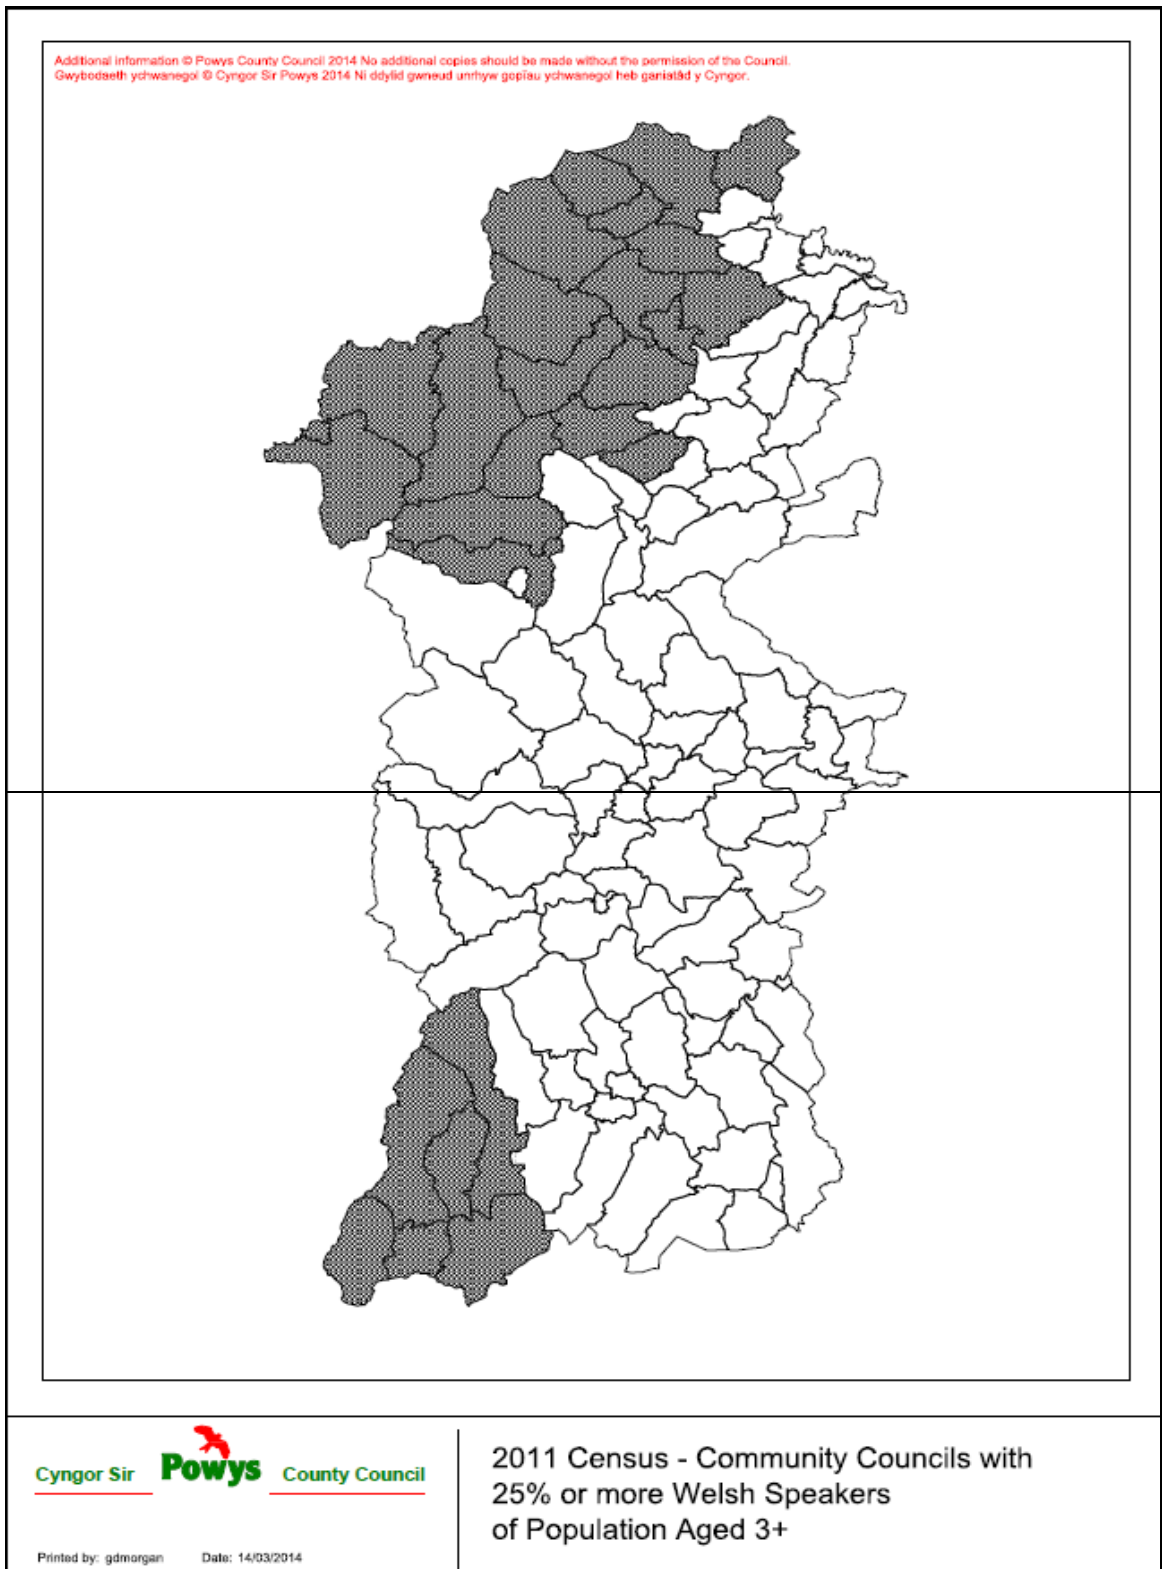 Additional information © Powys County Council 2014 No additional copies should be made without the permission of the Council.
Gwybodaeth ychwanegol © Cyngor Sir Powys 2014 Ni ddylid gwneud unrhyw gopïau ychwanegol heb ganiatâd y Cyngor.
Cyngor Sir Powys County Council
Printed by: gdmorgan Date: 14/03/2014
2011 Census - Community Councils with
25% or more Welsh Speakers
of Population Aged 3+